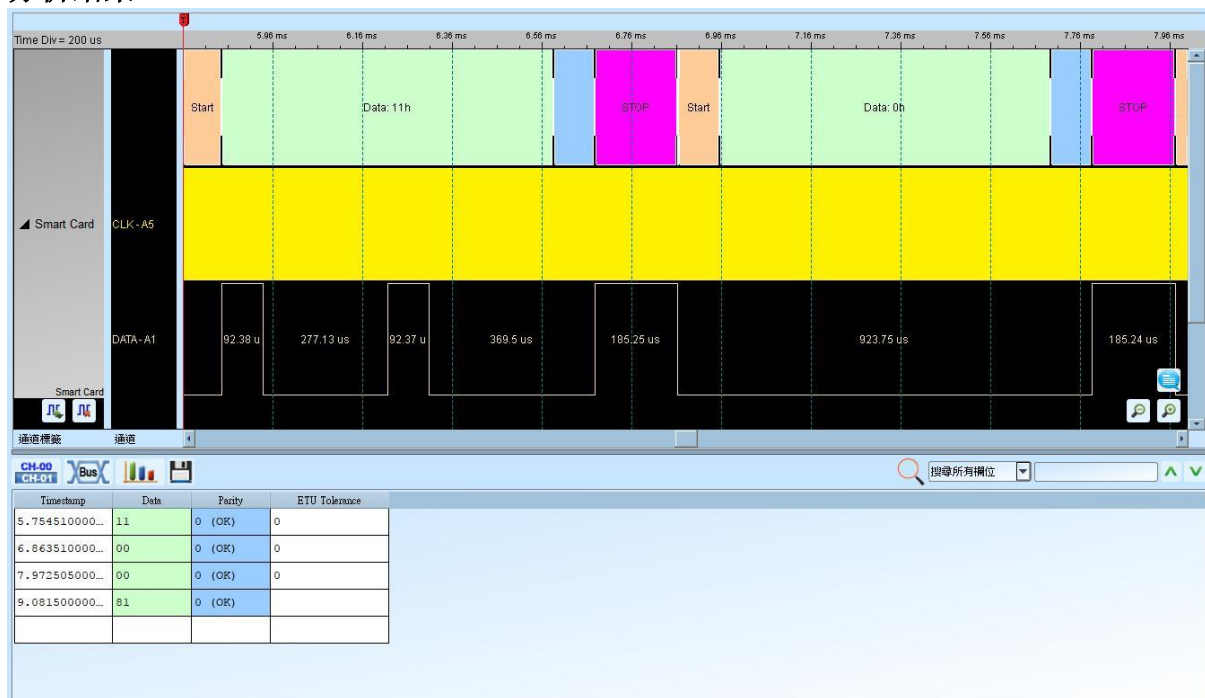 Time Div = 200 us
T
5.96 ms 6.16 ms 6.36 ms 6.56 ms 6.76 ms 6.96 ms 7.16 ms 7.36 ms 7.56 ms 7.76 ms 7.96 ms
Start Data: 11h STOP Start Data: 0h STOP
Smart Card CLK-A5
DATA-A1 92.38 u 277.13 us 92.37 u 369.5 us 185.25 us 923.75 us 185.24 us
Smart Card
通道標籤 通道
CH-00
CH-01
Bus
搜尋所有欄位
Timestamp Data Parity ETU Tolerance
5.754510000... 11 0 (OK) 0
6.863510000... 00 0 (OK) 0
7.972505000... 00 0 (OK) 0
9.081500000... 81 0 (OK)